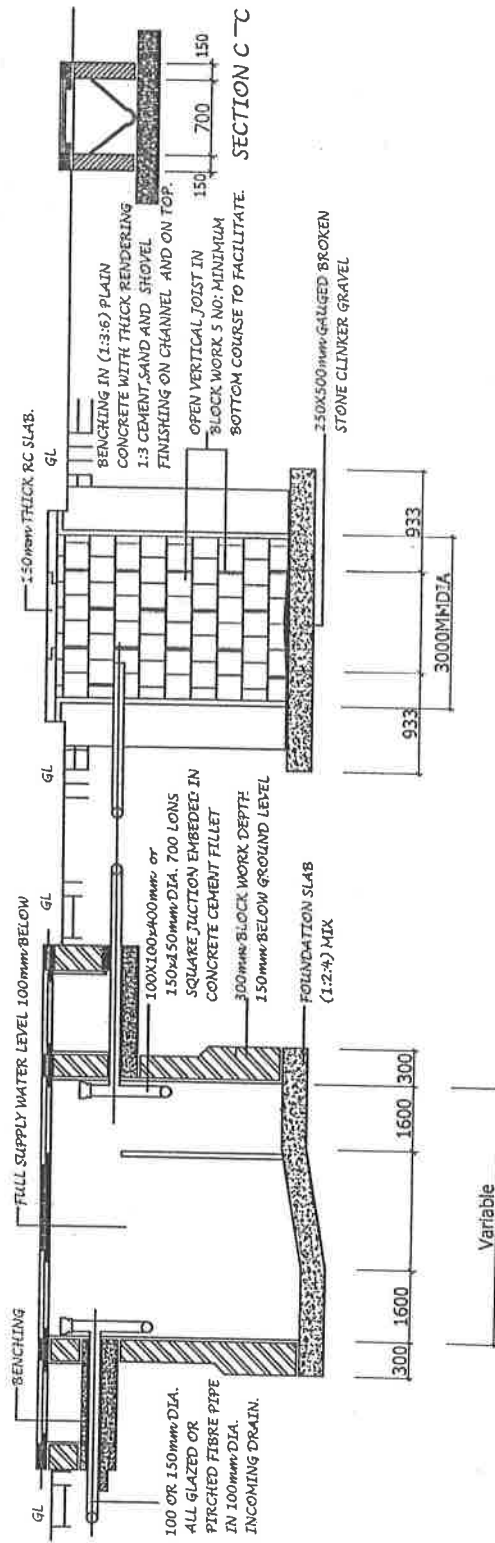 GL
BENCHING
FULL SUPPLY WATER LEVEL 100mm BELOW
GL
GL
150mm THICK RC SLAB.
GL
100 OR 150mm DIA.
ALL GLAZED OR
PIRCHED FIBRE PIPE
IN 100mm DIA.
INCOMING DRAIN.
100X100x400mm or
150x150mm DIA. 700 LONS
SQUARE JUCTION EMBEDED IN
CONCRETE CEMENT FILLET
300mm BLOCK WORK DEPTH
150mm BELOW GROUND LEVEL
FOUNDATION SLAB
(1:2:4) MIX
300
1600
1600
300
Variable
BENCHING IN (1:3:6) PLAIN
CONCRETE WITH THICK RENDERING
1:3 CEMENT,SAND AND SHOVEL
FINISHING ON CHANNEL AND ON TOP.
OPEN VERTICAL JOIST IN
BLOCK WORK 5 NO: MINIMUM
BOTTOM COURSE TO FACILITATE.
250X500mm GAUGED BROKEN
STONE CLINKER GRAVEL
933
933
3000MMDIA
150
700
150
SECTION C-C